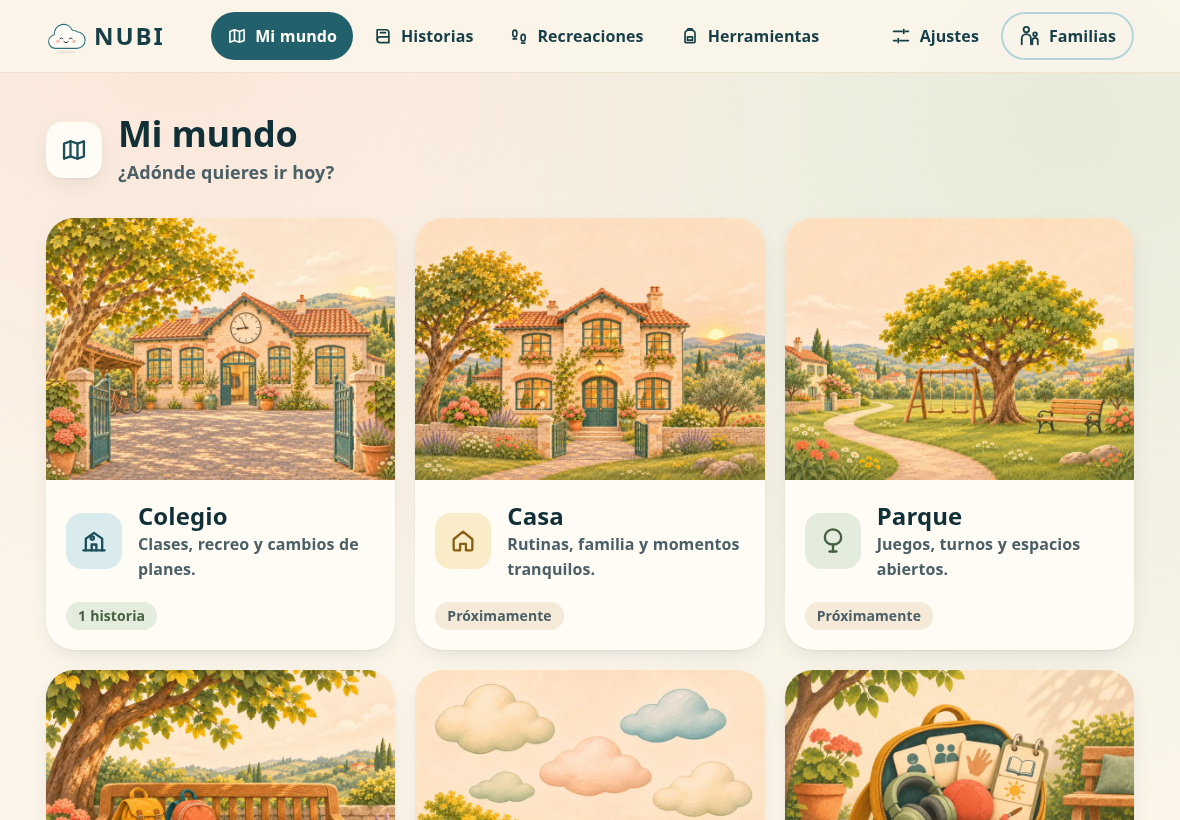 NUBI
Mi mundo
Historias
Recreaciones
Herramientas
Ajustes
Familias
Mi mundo
¿Adónde quieres ir hoy?
Colegio
Clases, recreo y cambios de
planes.
1 historia
Casa
Rutinas, familia y momentos
tranquilos.
Próximamente
Parque
Juegos, turnos y espacios
abiertos.
Próximamente